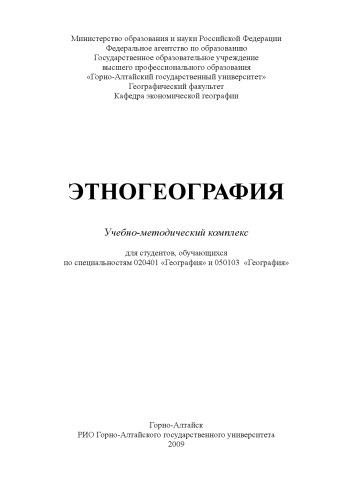 Министерство образования и науки Российской Федерации
Федеральное агентство по образованию
Государственное образовательное учреждение
высшего профессионального образования
«Горно-Алтайский государственный университет»
Географический факультет
Кафедра экономической географии
ЭТНОГЕОГРАФИЯ
Учебно-методический комплекс
для студентов, обучающихся
по специальностям 020401 «География» и 050103 «География»
Горно-Алтайск
РИО Горно-Алтайского государственного университета
2009